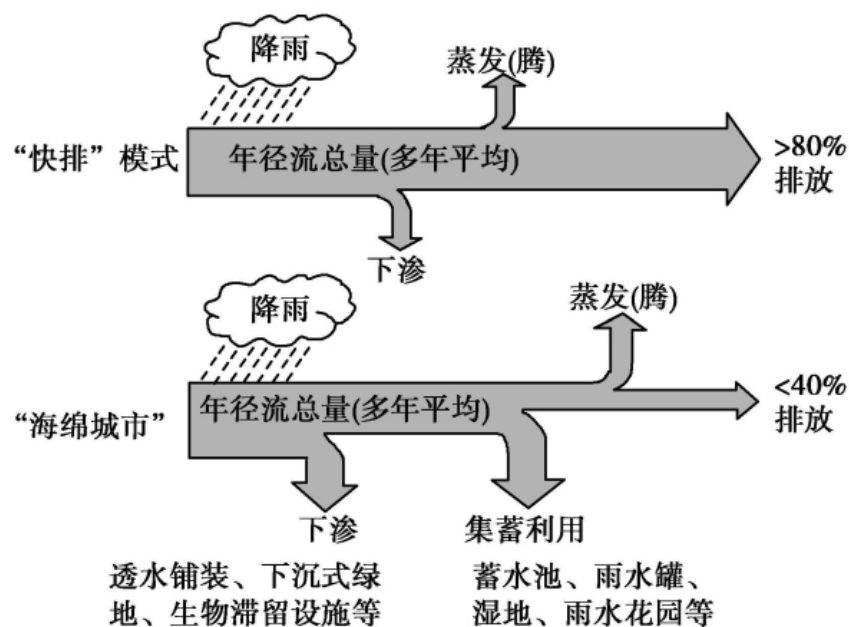 降雨
蒸发(腾)
“快排”模式
年径流总量(多年平均)
>80%
排放
下渗
降雨
蒸发(腾)
“海绵城市”
年径流总量(多年平均)
<40%
排放
下渗
集蓄利用
透水铺装、下沉式绿
地、生物滞留设施等
蓄水池、雨水罐、
湿地、雨水花园等